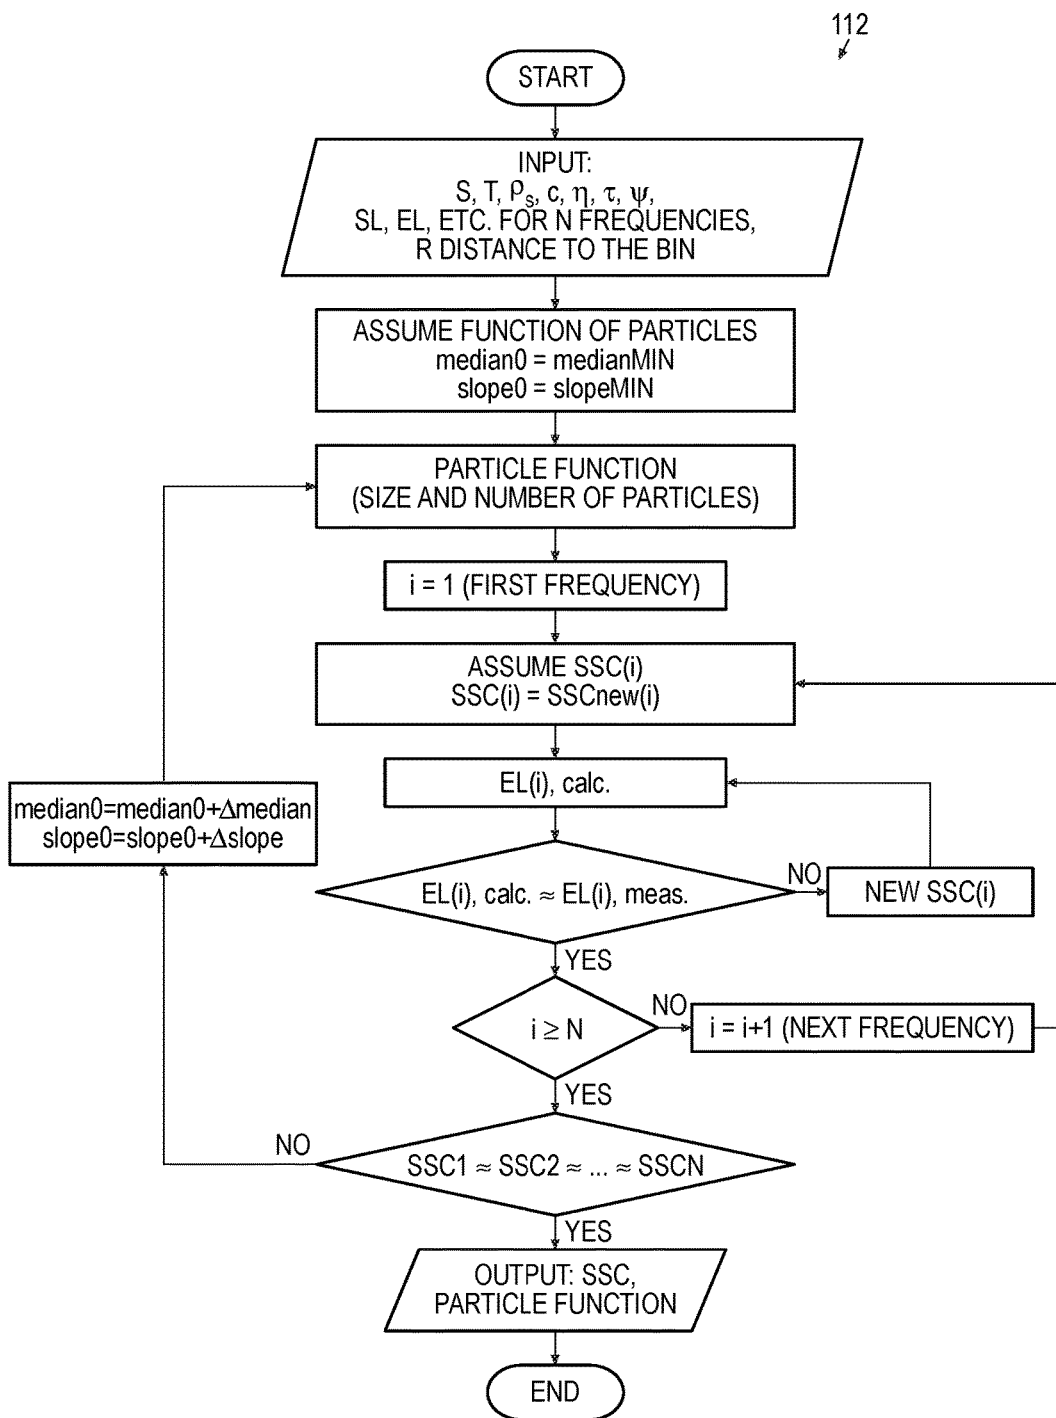 112
START
INPUT:
S, T, ρs, c, η, τ, ψ,
SL, EL, ETC. FOR N FREQUENCIES,
R DISTANCE TO THE BIN
ASSUME FUNCTION OF PARTICLES
median0 = medianMIN
slope0 = slopeMIN
PARTICLE FUNCTION
(SIZE AND NUMBER OF PARTICLES)
i = 1 (FIRST FREQUENCY)
ASSUME SSC(i)
SSC(i) = SSCnew(i)
EL(i), calc.
median0=median0+Δmedian
slope0=slope0+Δslope
EL(i), calc. ≈ EL(i), meas.
NO
NEW SSC(i)
YES
i ≥ N
NO
i = i+1 (NEXT FREQUENCY)
YES
NO
SSC1 ≈ SSC2 ≈ ... ≈ SSCN
YES
OUTPUT: SSC,
PARTICLE FUNCTION
END